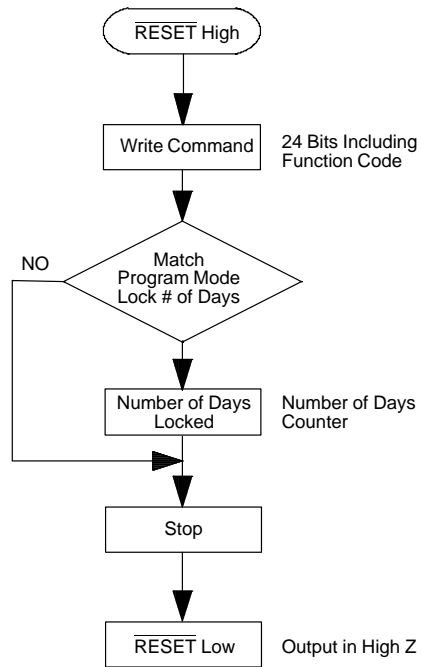 RESET High
Write Command
24 Bits Including
Function Code
NO
Match
Program Mode
Lock # of Days
Number of Days
Locked
Number of Days
Counter
Stop
RESET Low
Output in High Z